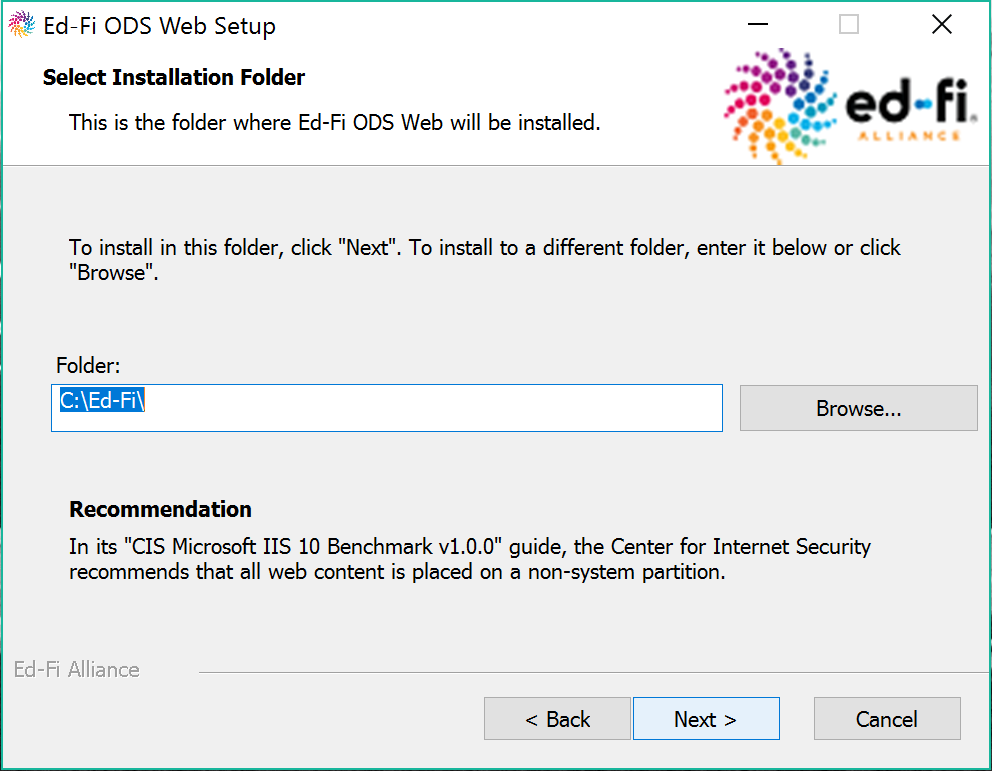 Ed-Fi ODS Web Setup
Select Installation Folder
This is the folder where Ed-Fi ODS Web will be installed.
ed-fi®
ALLIANCE
To install in this folder, click "Next". To install to a different folder, enter it below or click
"Browse".
Folder:
C:\Ed-Fi\
Browse...
Recommendation
In its "CIS Microsoft IIS 10 Benchmark v1.0.0" guide, the Center for Internet Security
recommends that all web content is placed on a non-system partition.
Ed-Fi Alliance
< Back
Next >
Cancel